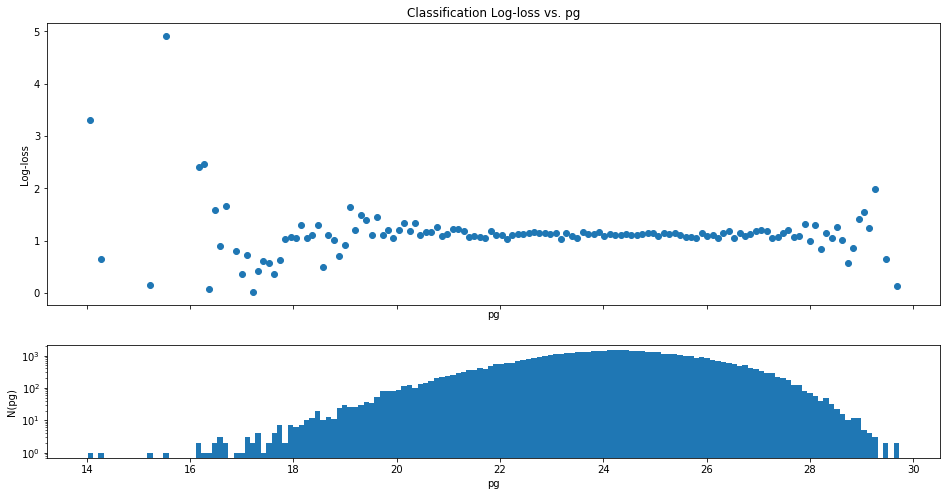 Classification Log-loss vs. pg
5
4
3
2
1
0
Log-loss
pg
10³
10²
10¹
10⁰
N(pg)
14 16 18 20 22 24 26 28 30
pg